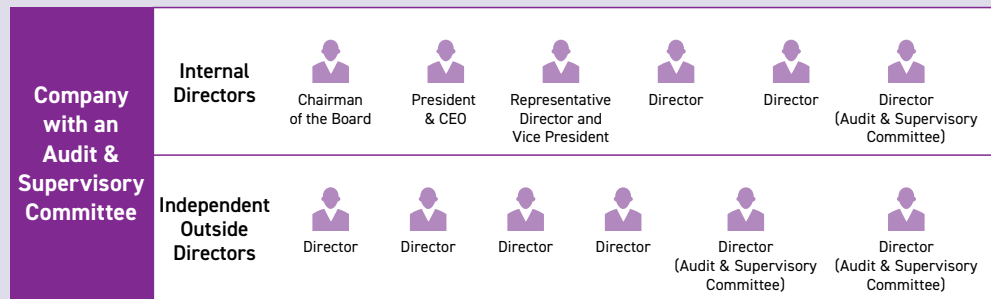 Company
with an
Audit &
Supervisory
Committee
Internal
Directors
Chairman
of the Board
President
& CEO
Representative
Director and
Vice President
Director
Director
Director
(Audit & Supervisory
Committee)
Independent
Outside
Directors
Director
Director
Director
Director
Director
(Audit & Supervisory
Committee)
Director
(Audit & Supervisory
Committee)